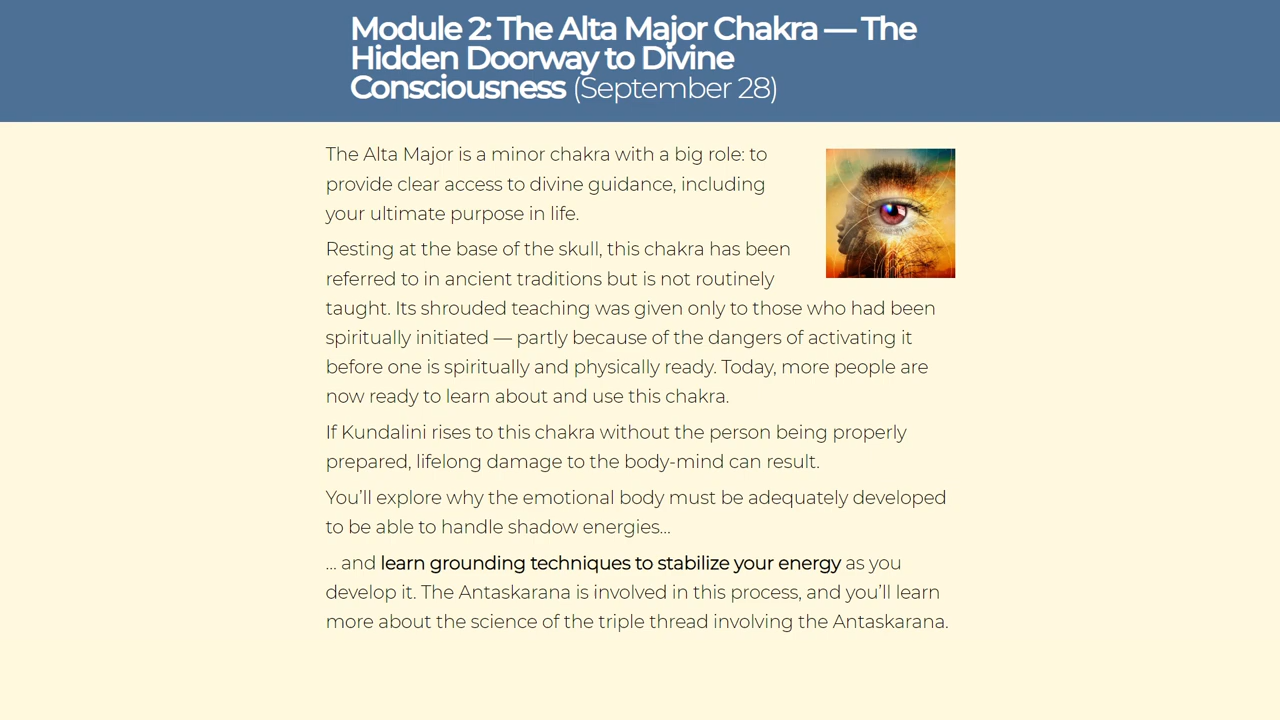 Module 2: The Alta Major Chakra — The
Hidden Doorway to Divine
Consciousness (September 28)
The Alta Major is a minor chakra with a big role: to
provide clear access to divine guidance, including
your ultimate purpose in life.
Resting at the base of the skull, this chakra has been
referred to in ancient traditions but is not routinely
taught. Its shrouded teaching was given only to those who had been
spiritually initiated — partly because of the dangers of activating it
before one is spiritually and physically ready. Today, more people are
now ready to learn about and use this chakra.
If Kundalini rises to this chakra without the person being properly
prepared, lifelong damage to the body-mind can result.
You’ll explore why the emotional body must be adequately developed
to be able to handle shadow energies...
... and learn grounding techniques to stabilize your energy as you
develop it. The Antaskarana is involved in this process, and you’ll learn
more about the science of the triple thread involving the Antaskarana.